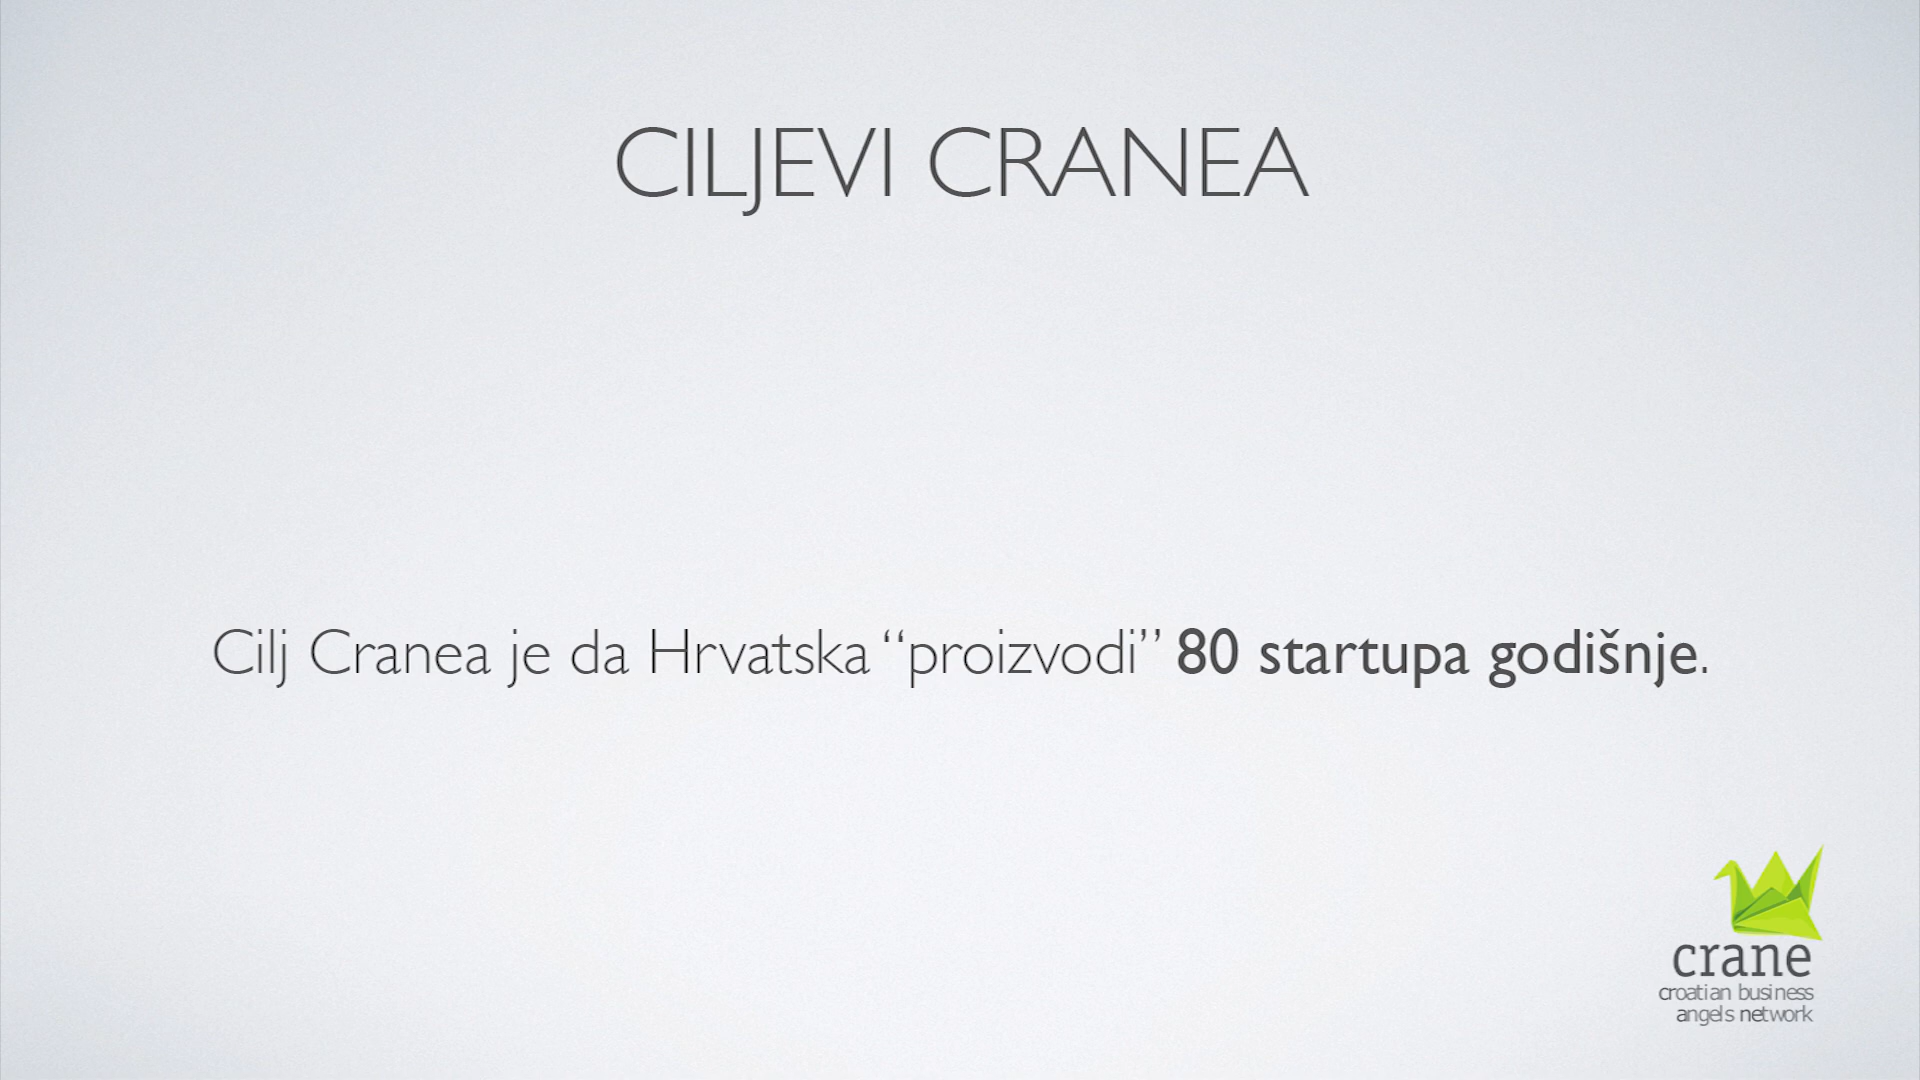 CILJEVI CRANEA
Cilj Cranea je da Hrvatska “proizvodi” 80 startupa godišnje.
crane
croatian business
angels network